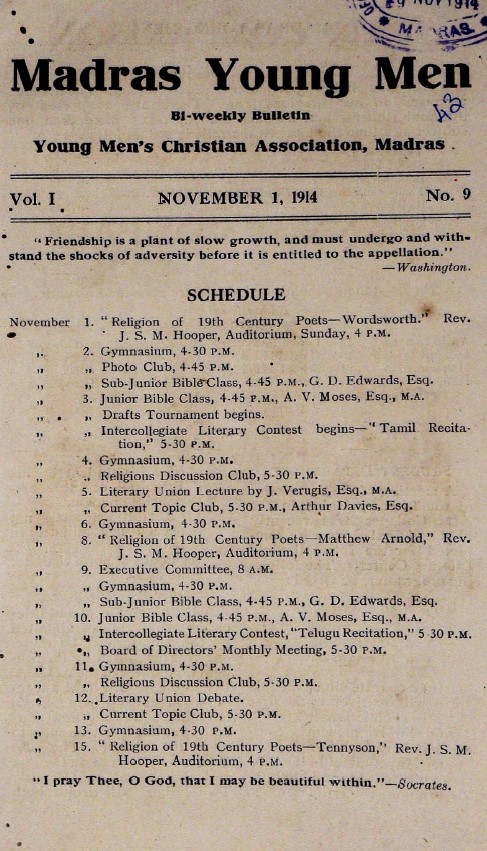 NOV 1914
MADRAS
Madras Young Men
43
Bi-weekly Bulletin
Young Men's Christian Association, Madras
Vol. I NOVEMBER 1, 1914 No. 9
"Friendship is a plant of slow growth, and must undergo and with-
stand the shocks of adversity before it is entitled to the appellation."
—Washington.
SCHEDULE
November 1. "Religion of 19th Century Poets—Wordsworth." Rev.
J. S. M. Hooper, Auditorium, Sunday, 4 P.M.
„ 2. Gymnasium, 4-30 P.M.
„ „ Photo Club, 4-45 P.M.
„ „ Sub-Junior Bible Class, 4-45 P.M., G. D. Edwards, Esq.
„ 3. Junior Bible Class, 4-45 P.M., A. V. Moses, Esq., M.A.
„ „ Drafts Tournament begins.
„ „ Intercollegiate Literary Contest begins—"Tamil Recita-
tion," 5-30 P.M.
„ 4. Gymnasium, 4-30 P.M.
„ „ Religious Discussion Club, 5-30 P.M.
„ 5. Literary Union Lecture by J. Verugis, Esq., M.A.
„ „ Current Topic Club, 5-30 P.M., Arthur Davies, Esq.
„ 6. Gymnasium, 4-30 P.M.
„ 8. "Religion of 19th Century Poets—Matthew Arnold," Rev.
J. S. M. Hooper, Auditorium, 4 P.M.
„ 9. Executive Committee, 8 A.M.
„ „ Gymnasium, 4-30 P.M.
„ „ Sub-Junior Bible Class, 4-45 P.M., G. D. Edwards, Esq.
„ 10. Junior Bible Class, 4-45 P.M., A. V. Moses, Esq., M.A.
„ „ Intercollegiate Literary Contest, "Telugu Recitation," 5 30 P.M.
„ „ Board of Directors' Monthly Meeting, 5-30 P.M.
„ 11. Gymnasium, 4-30 P.M.
„ „ Religious Discussion Club, 5-30 P.M.
„ 12. Literary Union Debate.
„ „ Current Topic Club, 5-30 P.M.
„ 13. Gymnasium, 4-30 P.M.
„ 15. "Religion of 19th Century Poets—Tennyson," Rev. J. S. M.
Hooper, Auditorium, 4 P.M.
"I pray Thee, O God, that I may be beautiful within."—Socrates.